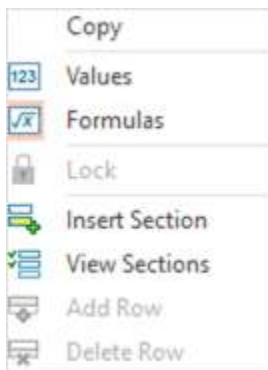 Copy
123 Values
√x Formulas
Lock
Insert Section
View Sections
Add Row
Delete Row